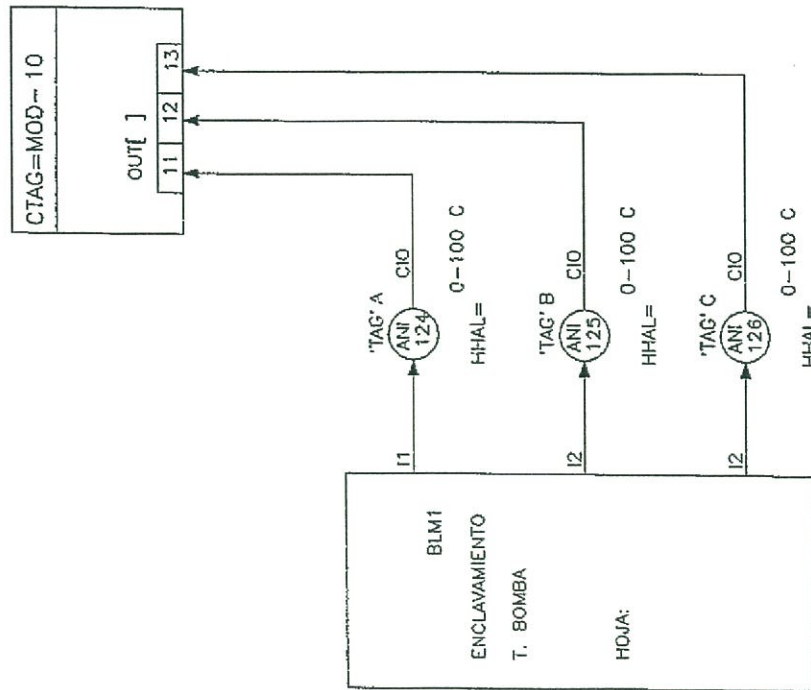 CTAG=MOD-10
OUT[ ]
11 12 13
'TAG' A
ANI
124
CIO
0-100 C
HHAL=
I1
'TAG' B
ANI
125
CIO
0-100 C
HHAL=
I2
'TAG' C
ANI
126
CIO
0-100 C
HHAL=
I2
BLM1
ENCLAVAMIENTO
T. BOMBA
HOJA: